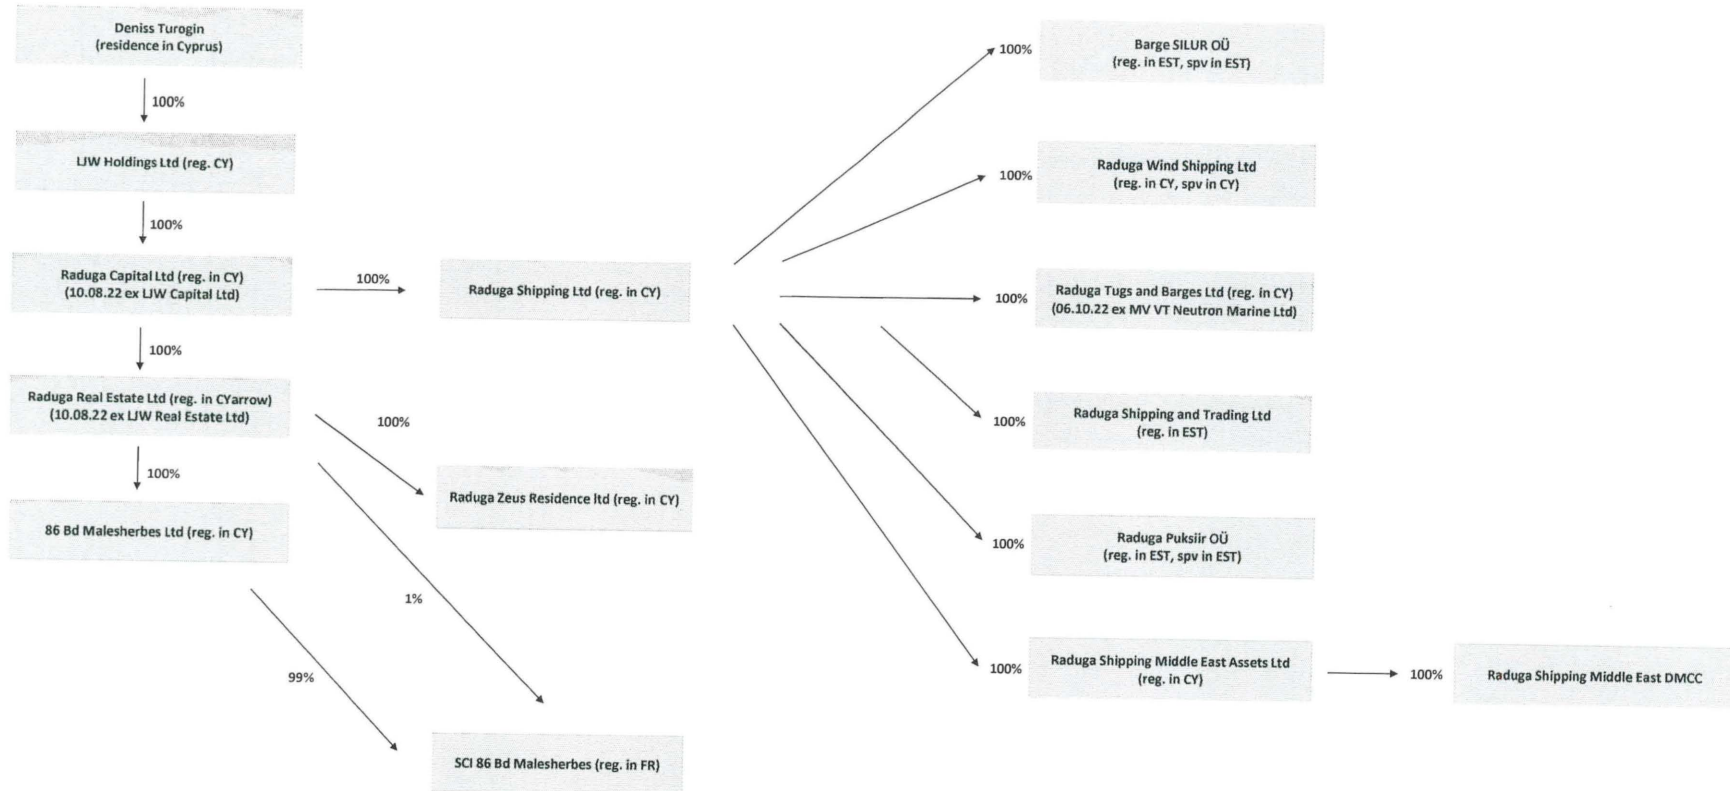 Deniss Turogin
(residence in Cyprus)
100%
LJW Holdings Ltd (reg. CY)
100%
Raduga Capital Ltd (reg. in CY)
(10.08.22 ex LJW Capital Ltd)
100%
Raduga Shipping Ltd (reg. in CY)
100%
Raduga Real Estate Ltd (reg. in CYarrow)
(10.08.22 ex LJW Real Estate Ltd)
100%
100%
Raduga Zeus Residence ltd (reg. in CY)
86 Bd Malesherbes Ltd (reg. in CY)
1%
99%
SCI 86 Bd Malesherbes (reg. in FR)
100%
Barge SILUR OÜ
(reg. in EST, spv in EST)
100%
Raduga Wind Shipping Ltd
(reg. in CY, spv in CY)
100%
Raduga Tugs and Barges Ltd (reg. in CY)
(06.10.22 ex MV VT Neutron Marine Ltd)
100%
Raduga Shipping and Trading Ltd
(reg. in EST)
100%
Raduga Puksiir OÜ
(reg. in EST, spv in EST)
100%
Raduga Shipping Middle East Assets Ltd
(reg. in CY)
100%
Raduga Shipping Middle East DMCC